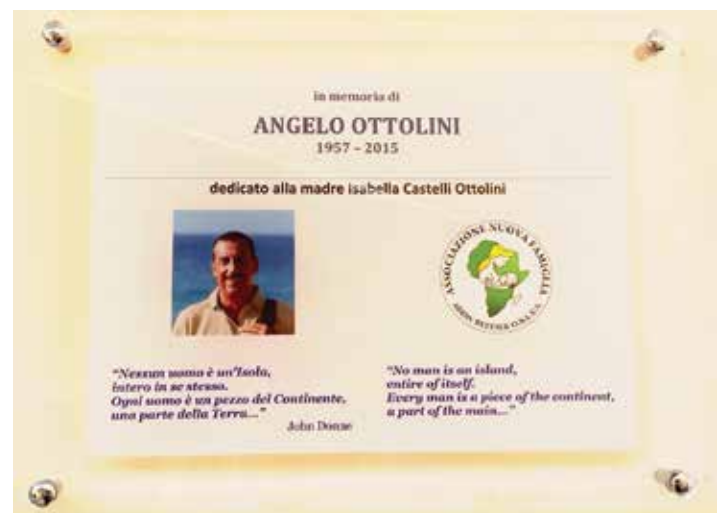 in memoria di
ANGELO OTTOLINI
1957 – 2015
dedicato alla madre Isabella Castelli Ottolini
ASSOCIAZIONE NUOVA FAMIGLIA
O.N.L.U.S.
"Nessun uomo è un'Isola,
intero in se stesso.
Ogni uomo è un pezzo del Continente,
una parte della Terra..."
John Donne
"No man is an island,
entire of itself.
Every man is a piece of the continent,
a part of the main..."